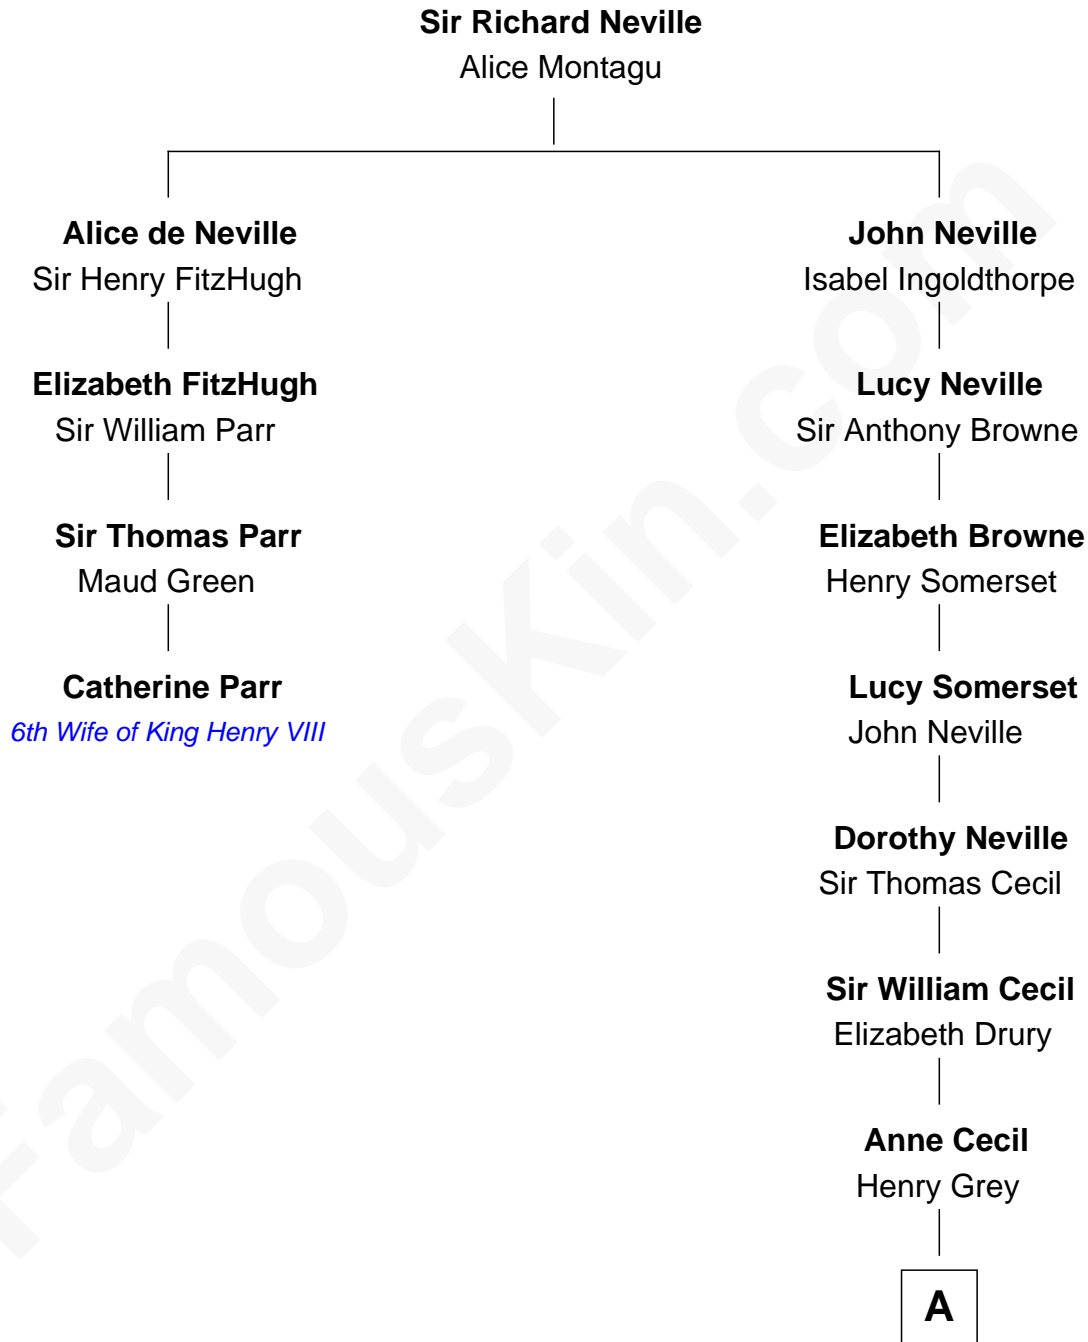 Sir Richard Neville
Alice Montagu
Alice de Neville
Sir Henry FitzHugh
John Neville
Isabel Ingoldthorpe
Elizabeth FitzHugh
Sir William Parr
Lucy Neville
Sir Anthony Browne
Sir Thomas Parr
Maud Green
Elizabeth Browne
Henry Somerset
Catherine Parr
6th Wife of King Henry VIII
Lucy Somerset
John Neville
Dorothy Neville
Sir Thomas Cecil
Sir William Cecil
Elizabeth Drury
Anne Cecil
Henry Grey
A
FamousKin.com